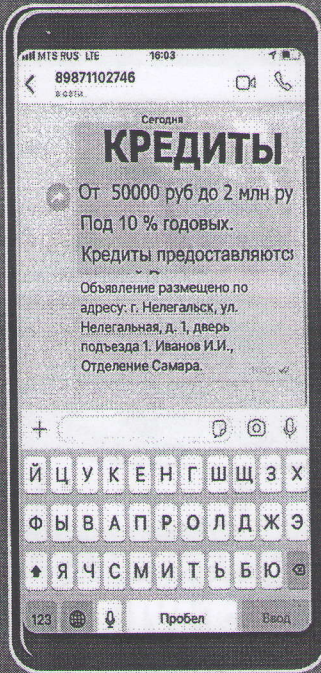 MTS RUS LTE 16:03
89871102746
в сети
Сегодня
КРЕДИТЫ
От 50000 руб до 2 млн ру
Под 10 % годовых.
Кредиты предоставляютс
Объявление размещено по
адресу: г. Нелегальск, ул.
Нелегальная, д. 1, дверь
подъезда 1. Иванов И.И.,
Отделение Самара.
Й Ц У К Е Н Г Ш Щ З Х
Ф Ы В А П Р О Л Д Ж Э
Я Ч С М И Т Ь Б Ю
123 Пробел Ввод